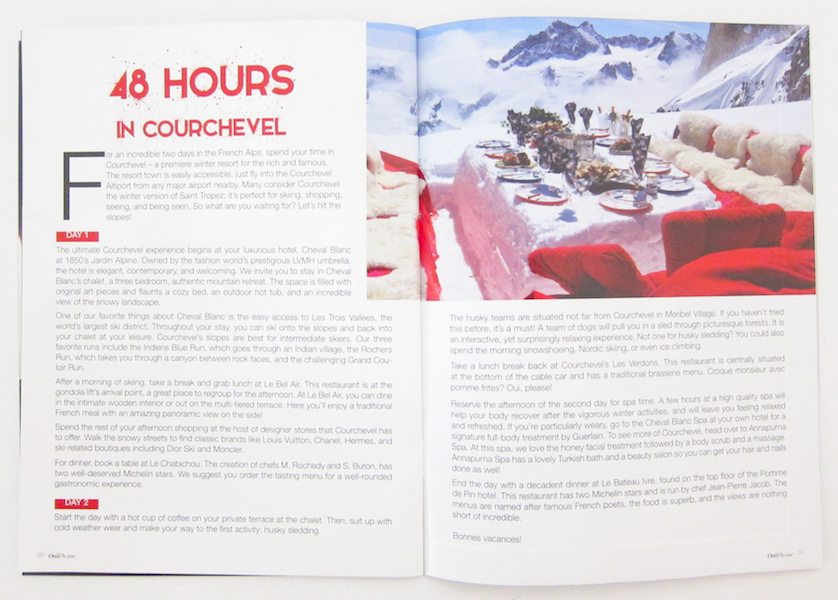 48 HOURS
IN COURCHEVEL
For an incredible two days in the French Alps, spend your time in
Courchevel – a premiere winter resort for the rich and famous.
The resort town is easily accessible, just fly into the Courchevel
Altiport from any major airport nearby. Many consider Courchevel
the winter version of Saint Tropez; it's perfect for skiing, shopping,
seeing, and being seen. So what are you waiting for? Let's hit the
slopes!
DAY 1
The ultimate Courchevel experience begins at your luxurious hotel, Cheval Blanc
at 1850's Jardin Alpine. Owned by the fashion world's prestigious LVMH umbrella,
the hotel is elegant, contemporary, and welcoming. We invite you to stay in Cheval
Blanc's chalet, a three bedroom, authentic mountain retreat. The space is filled with
original art pieces and flaunts a cozy bed, an outdoor hot tub, and an incredible
view of the snowy landscape.
One of our favorite things about Cheval Blanc is the easy access to Les Trois Vallees, the
world's largest ski district. Throughout your stay, you can ski onto the slopes and back into
your chalet at your leisure. Courchevel's slopes are best for intermediate skiers. Our three
favorite runs include the Indiens Blue Run, which goes through an Indian village, the Rochers
Run, which takes you through a canyon between rock faces, and the challenging Grand Cou-
loir Run.
After a morning of skiing, take a break and grab lunch at Le Bel Air. This restaurant is at the
gondola lift's arrival point, a great place to regroup for the afternoon. At Le Bel Air, you can dine
in the intimate wooden interior or out on the multi-tiered terrace. Here you'll enjoy a traditional
French meal with an amazing panoramic view on the side!
Spend the rest of your afternoon shopping at the host of designer stores that Courchevel has
to offer. Walk the snowy streets to find classic brands like Louis Vuitton, Chanel, Hermes, and
ski-related boutiques including Dior Ski and Moncler.
For dinner, book a table at Le Chabichou. The creation of chefs M. Rochedy and S. Buron, has
two well-deserved Michelin stars. We suggest you order the tasting menu for a well-rounded
gastronomic experience.
DAY 2
Start the day with a hot cup of coffee on your private terrace at the chalet. Then, suit up with
cold weather wear and make your way to the first activity: husky sledding.
OuiPlease
The husky teams are situated not far from Courchevel in Meribel Village. If you haven't tried
this before, it's a must! A team of dogs will pull you in a sled through picturesque forests. It is
an interactive, yet surprisingly relaxing experience. Not one for husky sledding? You could also
spend the morning snowshoeing, Nordic skiing, or even ice climbing.
Take a lunch break back at Courchevel's Les Verdons. This restaurant is centrally situated
at the bottom of the cable car and has a traditional brasserie menu. Croque monsieur avec
pomme frites? Oui, please!
Reserve the afternoon of the second day for spa time. A few hours at a high quality spa will
help your body recover after the vigorous winter activities, and will leave you feeling relaxed
and refreshed. If you're particularly weary, go to the Cheval Blanc Spa at your own hotel for a
signature full-body treatment by Guerlain. To see more of Courchevel, head over to Annapurna
Spa. At this spa, we love the honey facial treatment followed by a body scrub and a massage.
Annapurna Spa has a lovely Turkish bath and a beauty salon so you can get your hair and nails
done as well!
End the day with a decadent dinner at Le Bateau Ivre, found on the top floor of the Pomme
de Pin hotel. This restaurant has two Michelin stars and is run by chef Jean-Pierre Jacob. The
menus are named after famous French poets, the food is superb, and the views are nothing
short of incredible.
Bonnes vacances!
OuiPlease